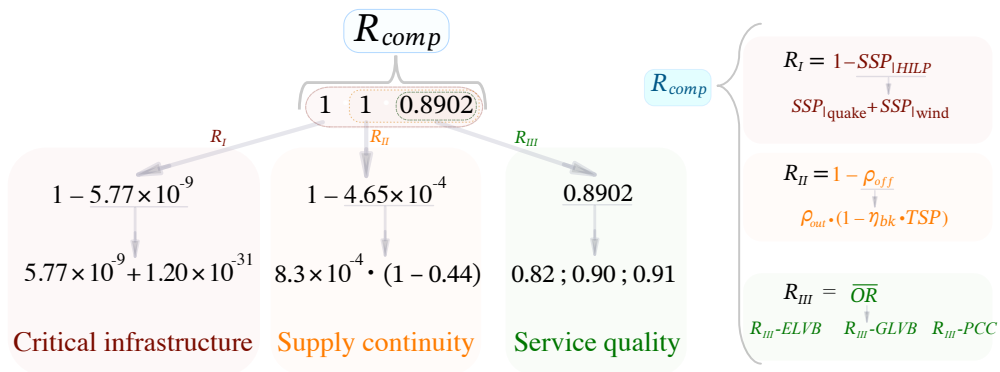 R_comp
1 1 · 0.8902
R_I R_II R_III
1 – 5.77×10^-9
5.77×10^-9+1.20×10^-31
Critical infrastructure
1 – 4.65×10^-4
8.3×10^-4 · (1 – 0.44)
Supply continuity
0.8902
0.82 ; 0.90 ; 0.91
Service quality
R_comp
R_I = 1–SSP_|HILP
SSP_|quake+SSP_|wind
R_II = 1 – ρ_off
ρ_out·(1– η_bk·TSP)
R_III = O̅R̅
R_III-ELVB R_III-GLVB R_III-PCC